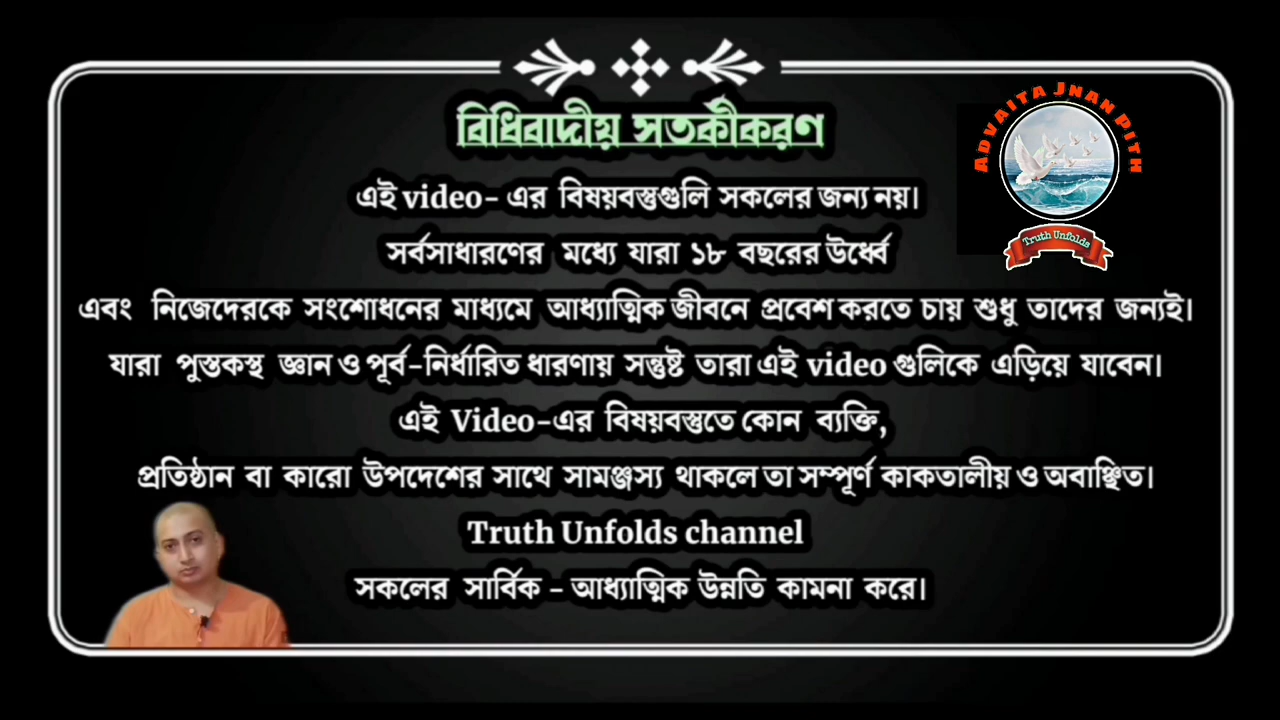 বিধিবাদীয় সতর্কীকরণ
ADVAITA JNAN PITH
Truth Unfolds
এই video- এর বিষয়বস্তুগুলি সকলের জন্য নয়।
সর্বসাধারণের মধ্যে যারা ১৮ বছরের উর্ধ্বে
এবং নিজেদেরকে সংশোধনের মাধ্যমে আধ্যাত্মিক জীবনে প্রবেশ করতে চায় শুধু তাদের জন্যই।
যারা পুস্তকস্থ জ্ঞান ও পূর্ব-নির্ধারিত ধারণায় সন্তুষ্ট তারা এই video গুলিকে এড়িয়ে যাবেন।
এই Video-এর বিষয়বস্তুতে কোন ব্যক্তি,
প্রতিষ্ঠান বা কারো উপদেশের সাথে সামঞ্জস্য থাকলে তা সম্পূর্ণ কাকতালীয় ও অবাঞ্ছিত।
Truth Unfolds channel
সকলের সার্বিক - আধ্যাত্মিক উন্নতি কামনা করে।